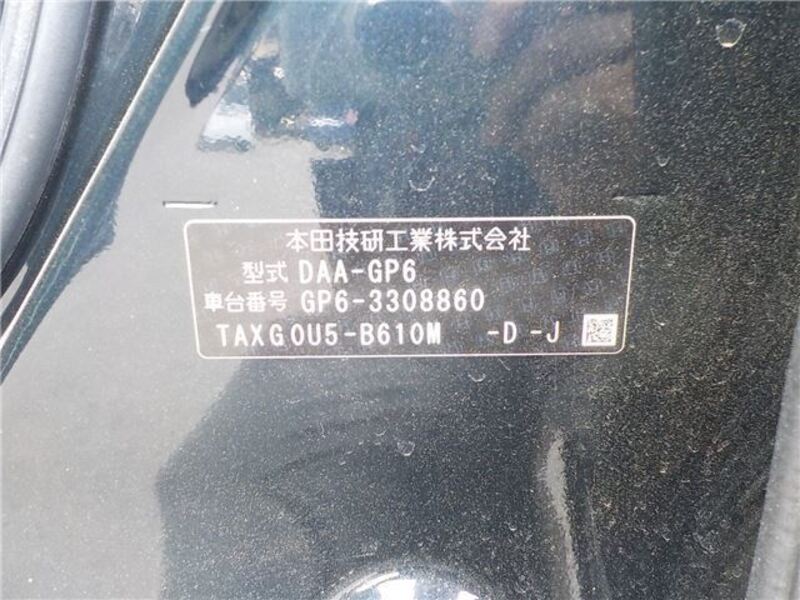 本田技研工業株式会社
型式 DAA-GP6
車台番号 GP6-3308860
TAXG0U5-B610M -D -J